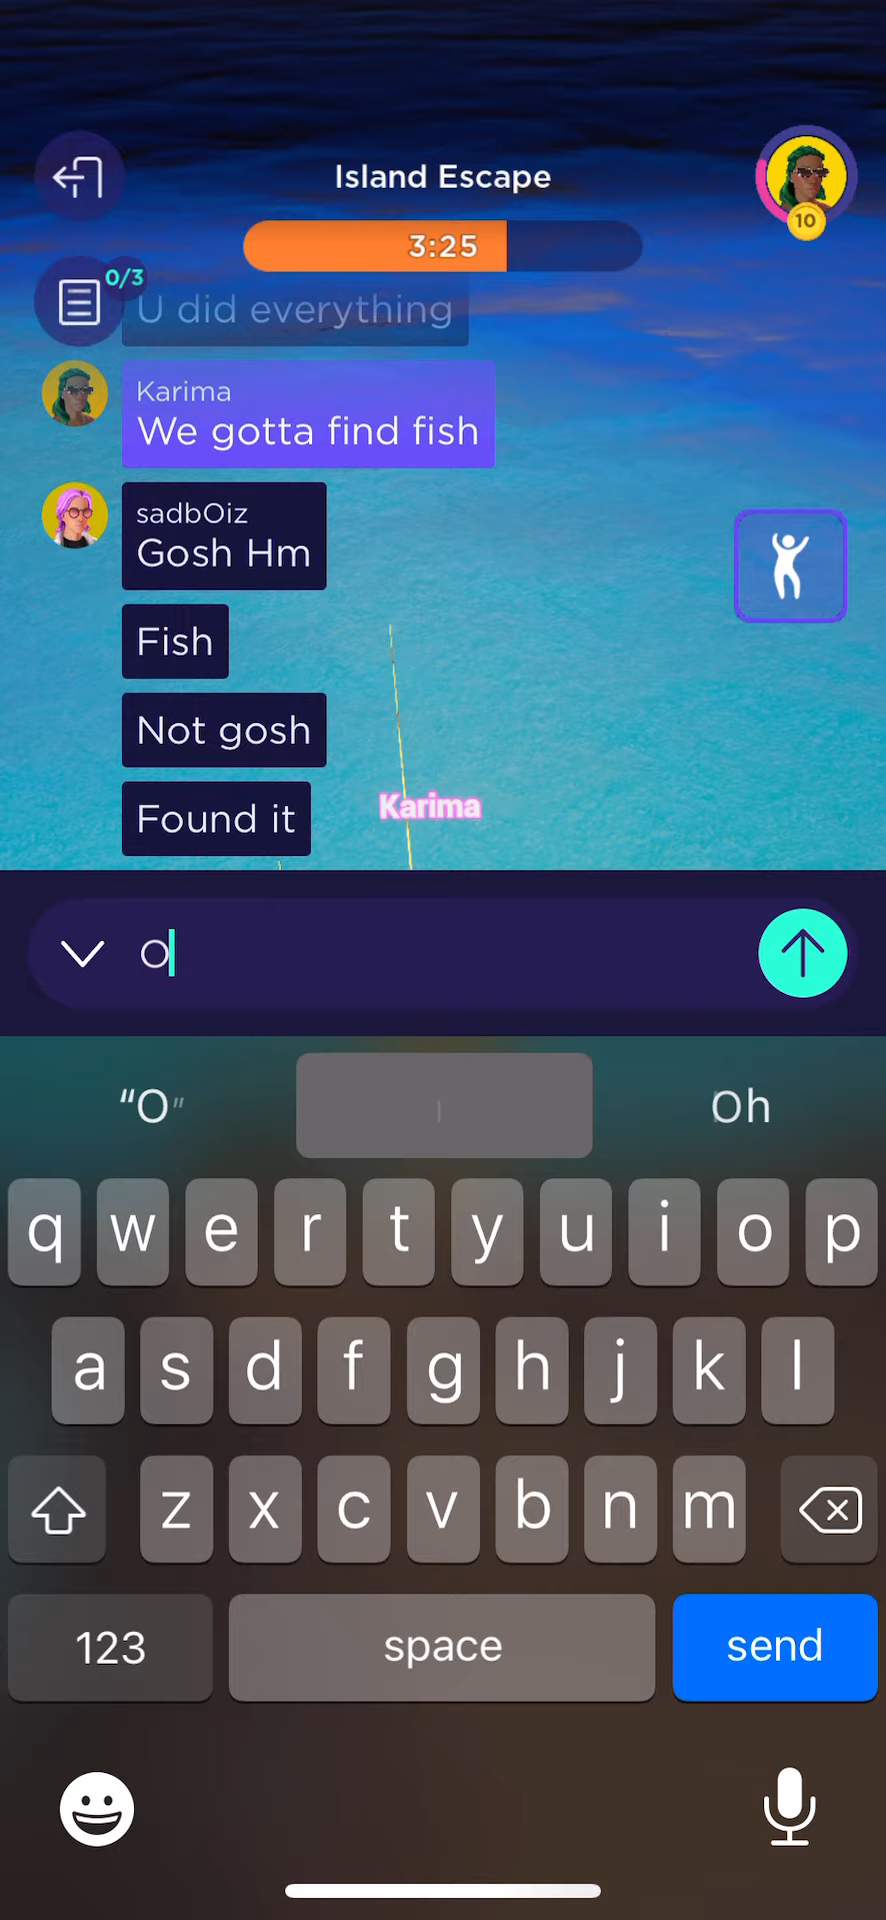 Island Escape
10
3:25
0/3
U did everything
Karima
We gotta find fish
sadbOiz
Gosh Hm
Fish
Not gosh
Found it
Karima
O
“O”
I
Oh
q w e r t y u i o p
a s d f g h j k l
z x c v b n m
123 space send